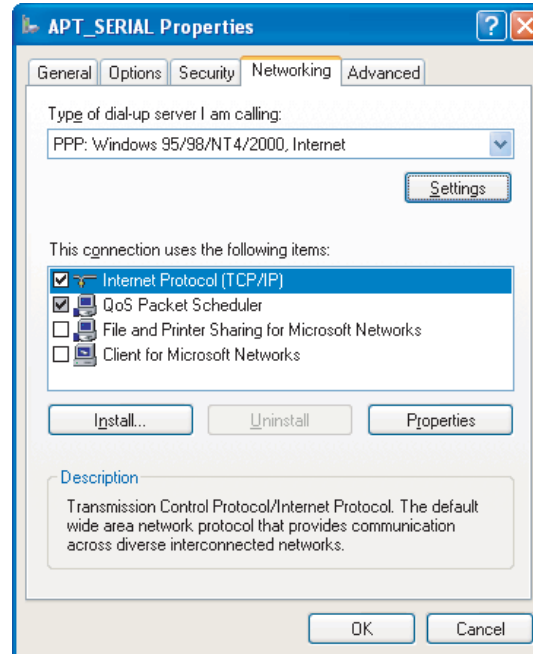 APT_SERIAL Properties
General Options Security Networking Advanced
Type of dial-up server I am calling:
PPP: Windows 95/98/NT4/2000, Internet
Settings
This connection uses the following items:
Internet Protocol (TCP/IP)
QoS Packet Scheduler
File and Printer Sharing for Microsoft Networks
Client for Microsoft Networks
Install... Uninstall Properties
Description
Transmission Control Protocol/Internet Protocol. The default
wide area network protocol that provides communication
across diverse interconnected networks.
OK Cancel